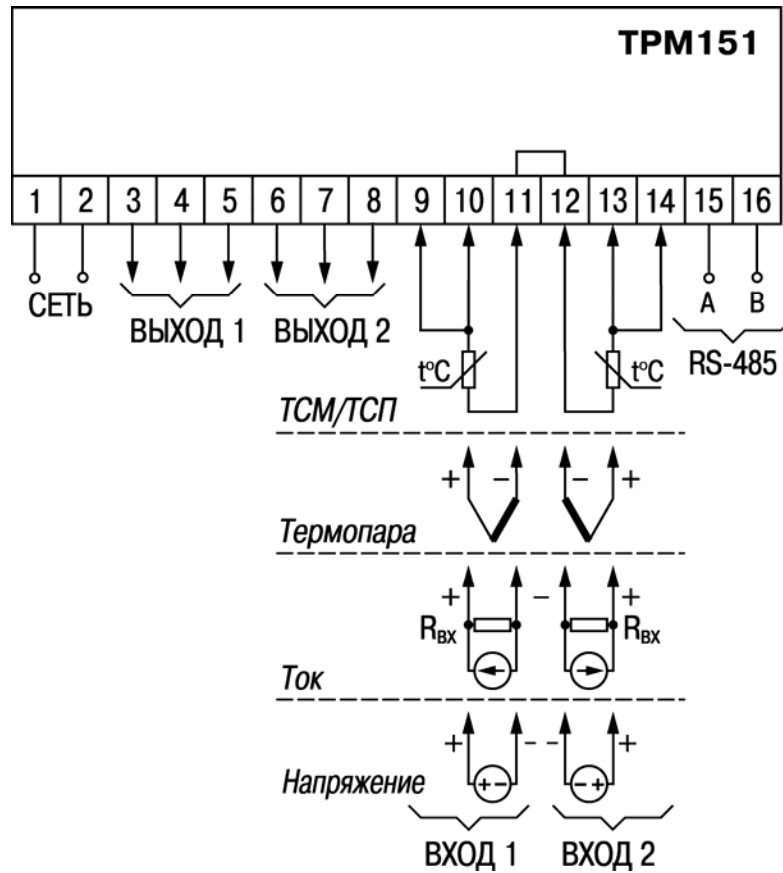 ТРМ151
1 2 3 4 5 6 7 8 9 10 11 12 13 14 15 16
СЕТЬ
ВЫХОД 1
ВЫХОД 2
A B
RS-485
t°C t°C
ТСМ/ТСП
+ - - +
Термопара
+ - +
Rвх Rвх
Ток
+ - - +
+ - - +
Напряжение
ВХОД 1 ВХОД 2